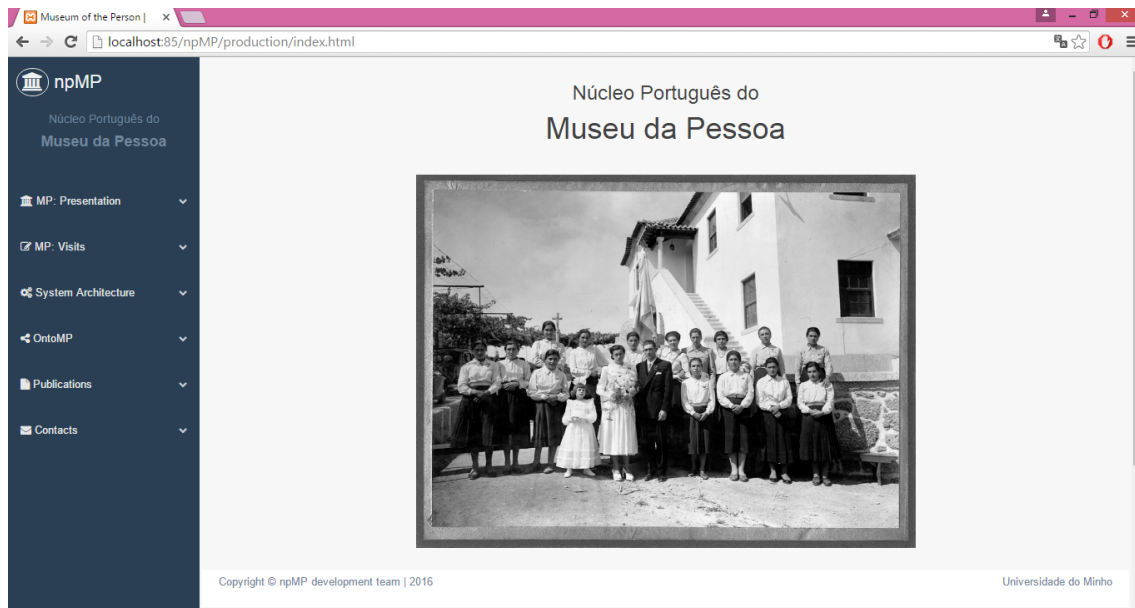 Museum of the Person |
localhost:85/npMP/production/index.html
npMP
Núcleo Português do
Museu da Pessoa
MP: Presentation
MP: Visits
System Architecture
OntoMP
Publications
Contacts
Núcleo Português do
Museu da Pessoa
Copyright © npMP development team | 2016
Universidade do Minho